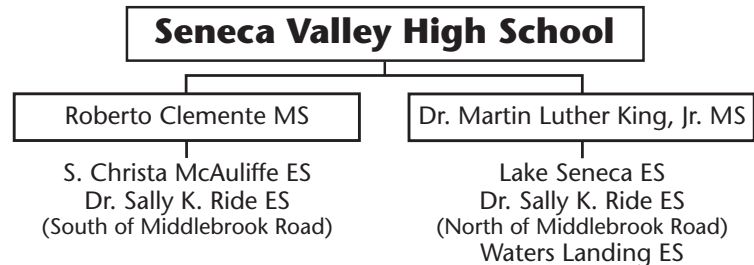 Seneca Valley High School
Roberto Clemente MS
S. Christa McAuliffe ES
Dr. Sally K. Ride ES
(South of Middlebrook Road)
Dr. Martin Luther King, Jr. MS
Lake Seneca ES
Dr. Sally K. Ride ES
(North of Middlebrook Road)
Waters Landing ES